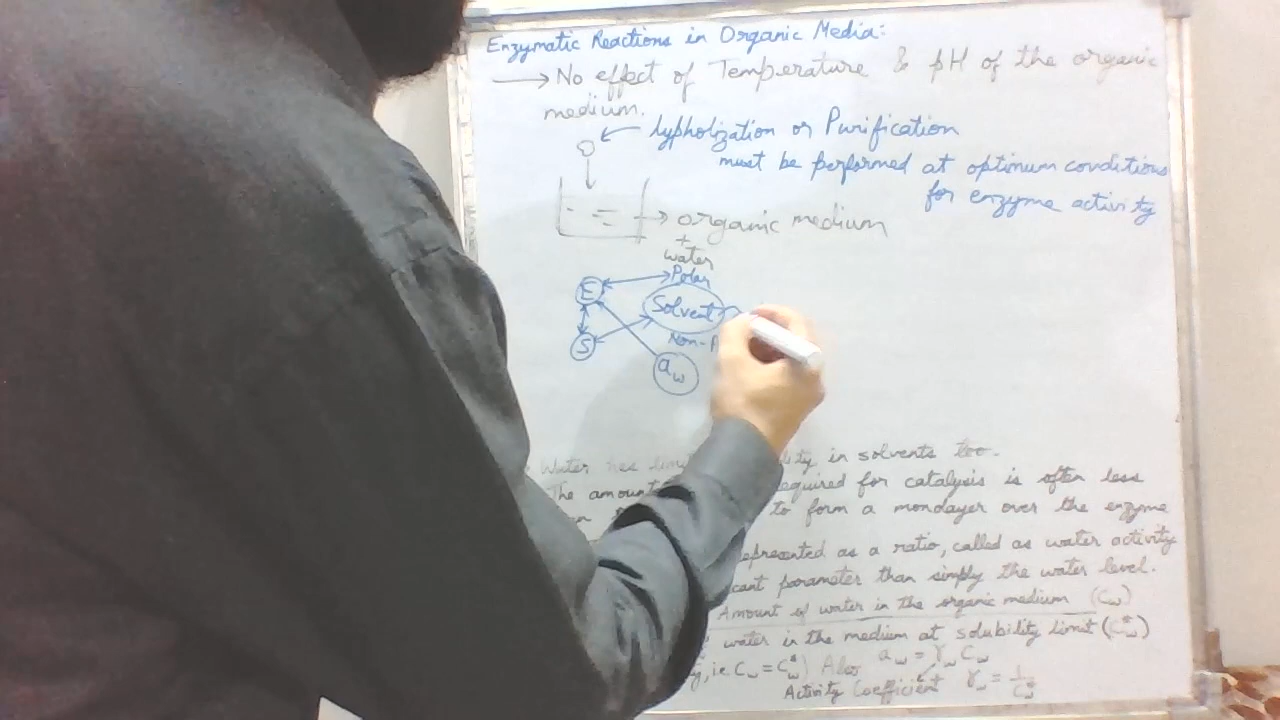 Enzymatic Reactions in Organic Media:
→ No effect of Temperature & pH of the organic
medium.
← lypholization or Purification
must be performed at optimum conditions
for enzyme activity
→ organic medium
+
water
E
Polar
Solvent
S
Non-P
aw
Water has lim in solvents too.
The amount equired for catalysis is often less
to form a monolayer over the enzyme
epresented as a ratio, called as water activity
cant parameter than simply the water level.
Amount of water in the organic medium (Cw)
water in the medium at solubility limit (C*w)
y, i.e Cw = C*w) Also aw = γw Cw
Activity Coefficient γw = 1/C*w